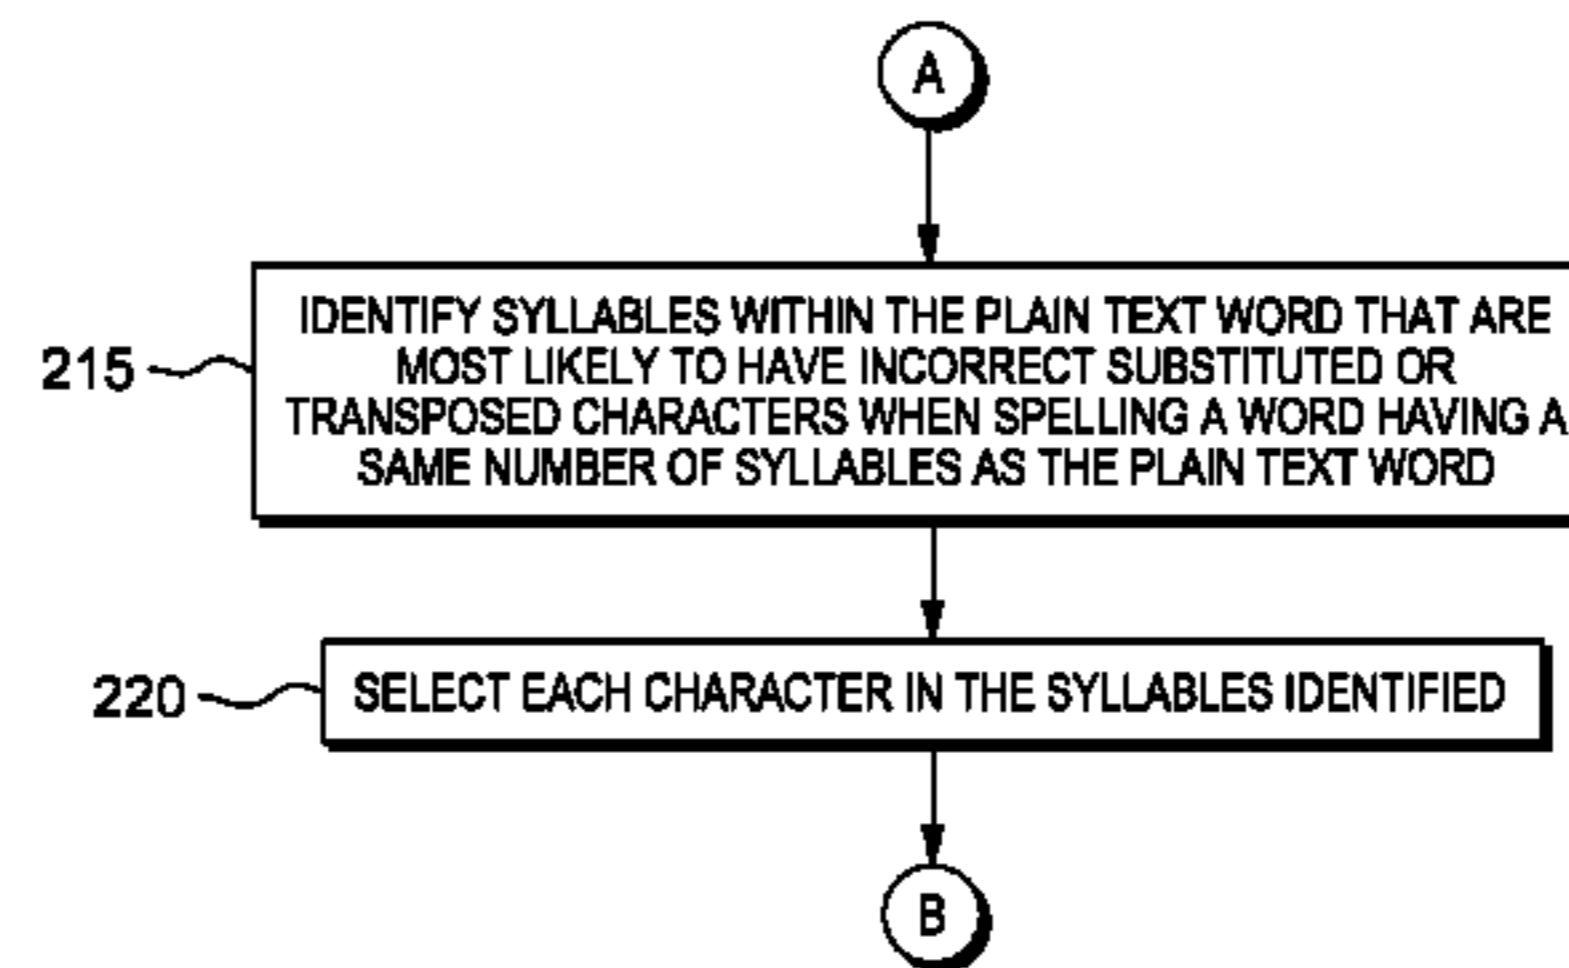 A
IDENTIFY SYLLABLES WITHIN THE PLAIN TEXT WORD THAT ARE
215 MOST LIKELY TO HAVE INCORRECT SUBSTITUTED OR
TRANSPOSED CHARACTERS WHEN SPELLING A WORD HAVING A
SAME NUMBER OF SYLLABLES AS THE PLAIN TEXT WORD
220 SELECT EACH CHARACTER IN THE SYLLABLES IDENTIFIED
B